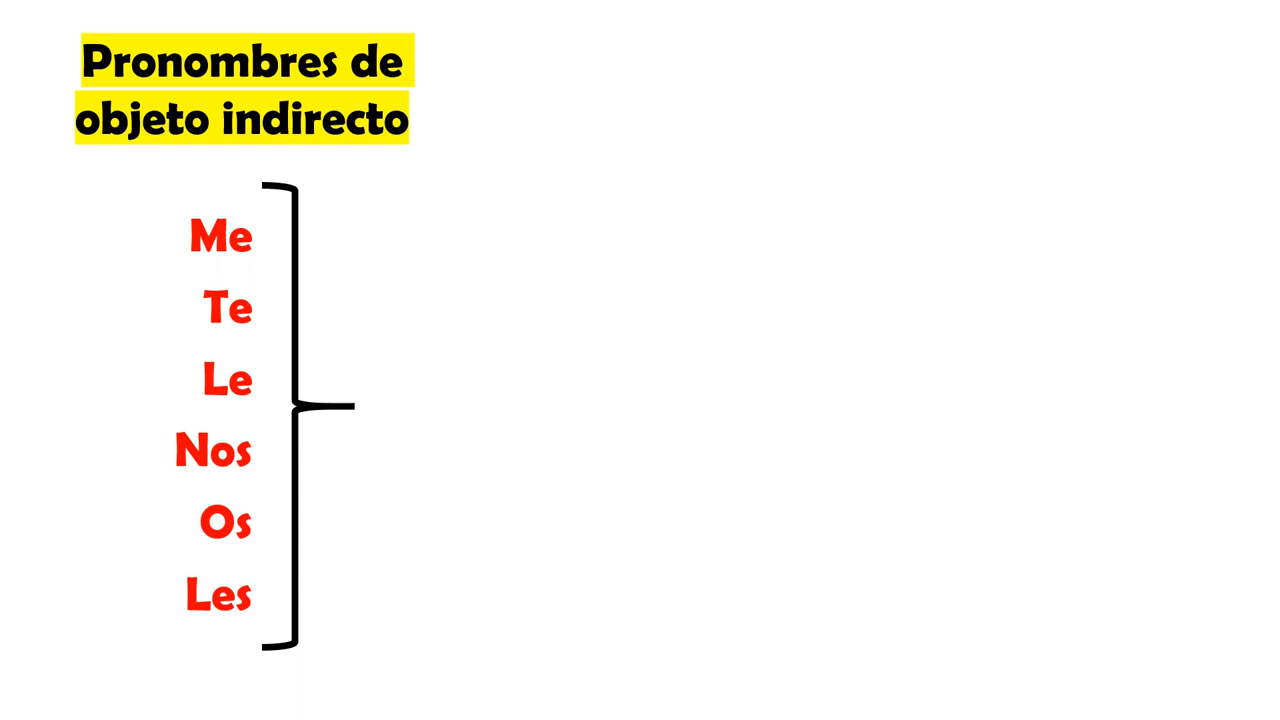 Pronombres de
objeto indirecto
Me
Te
Le
Nos
Os
Les